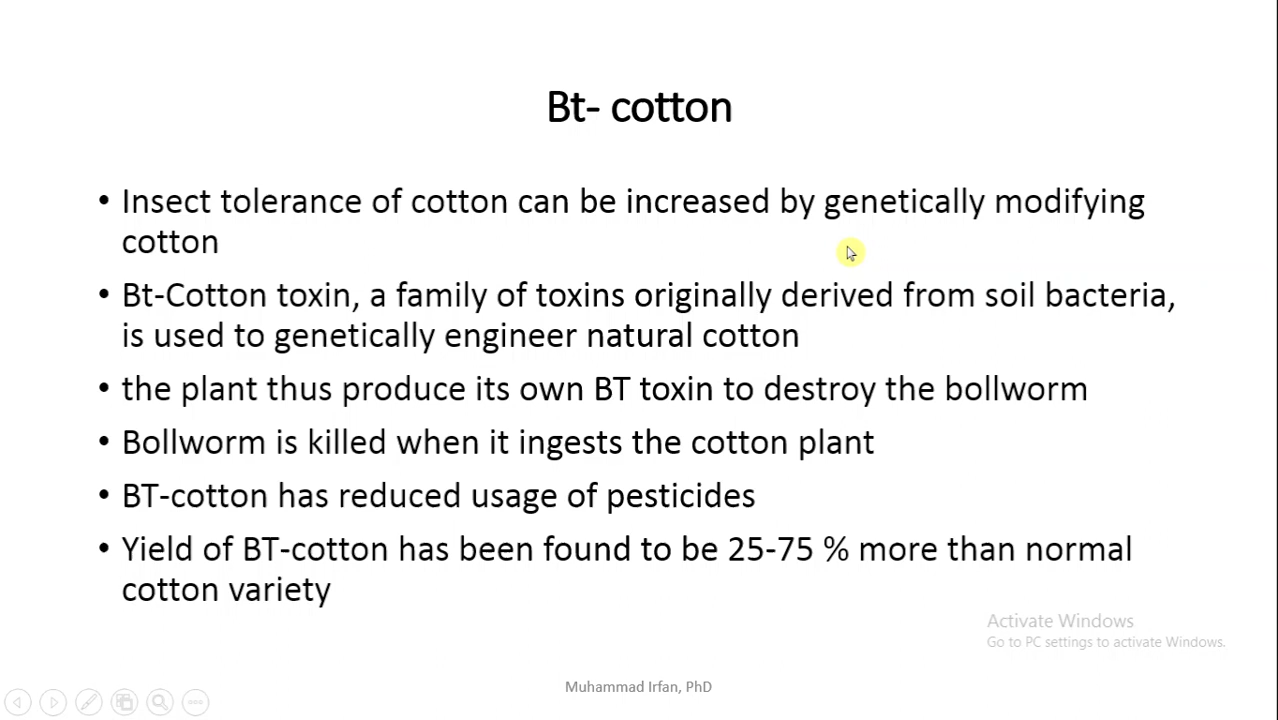 Bt- cotton
• Insect tolerance of cotton can be increased by genetically modifying
cotton
• Bt-Cotton toxin, a family of toxins originally derived from soil bacteria,
is used to genetically engineer natural cotton
• the plant thus produce its own BT toxin to destroy the bollworm
• Bollworm is killed when it ingests the cotton plant
• BT-cotton has reduced usage of pesticides
• Yield of BT-cotton has been found to be 25-75 % more than normal
cotton variety
Activate Windows
Go to PC settings to activate Windows.
Muhammad Irfan, PhD